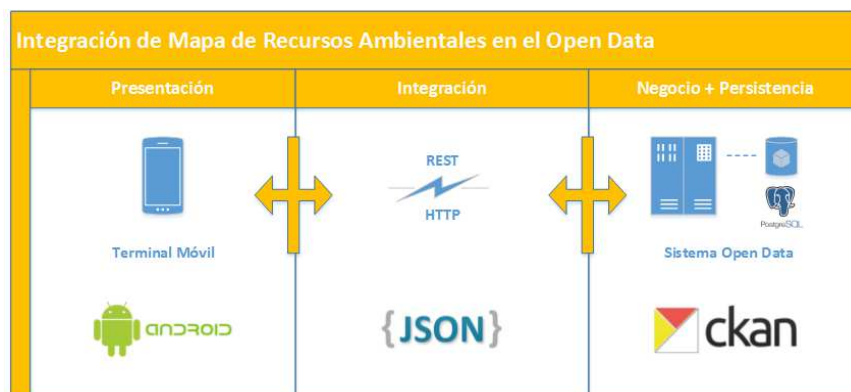 Integración de Mapa de Recursos Ambientales en el Open Data
Presentación
Integración
Negocio + Persistencia
REST
HTTP
PostgreSQL
Terminal Móvil
Sistema Open Data
android
{JSON}
ckan